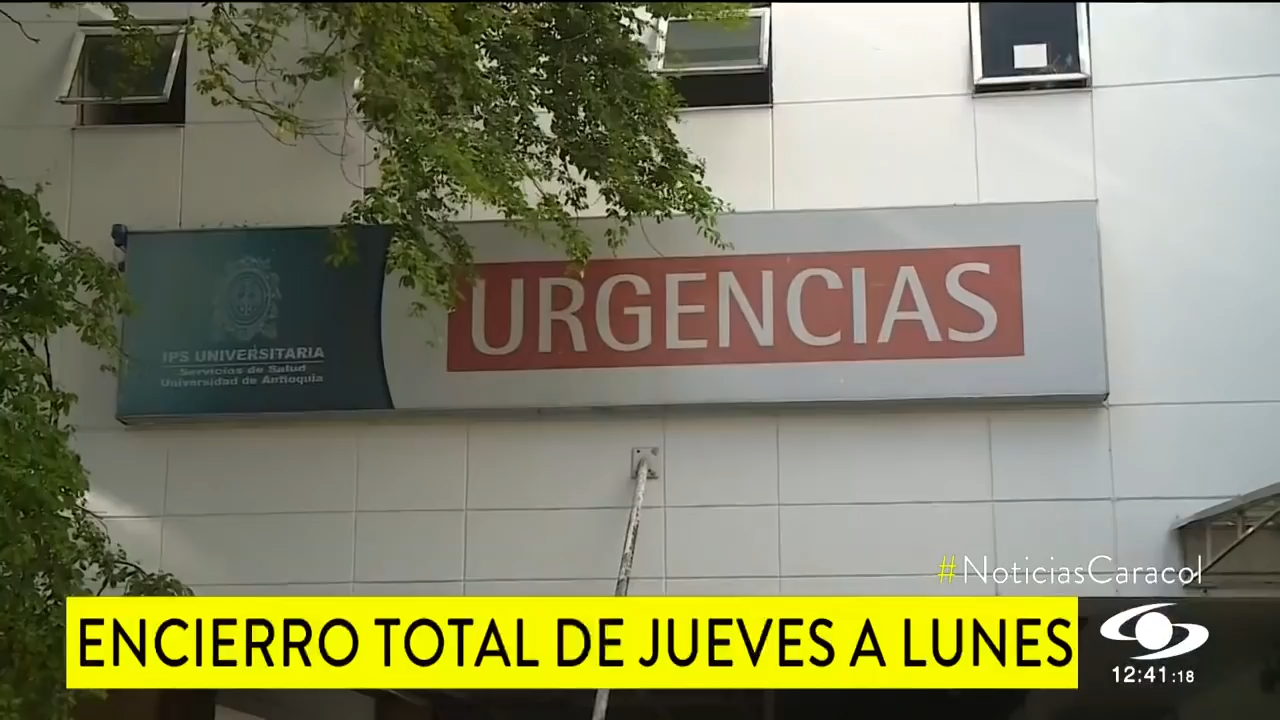 URGENCIAS
IPS UNIVERSITARIA
Servicios de Salud
Universidad de Antioquia
#NoticiasCaracol
ENCIERRO TOTAL DE JUEVES A LUNES
12:41:18